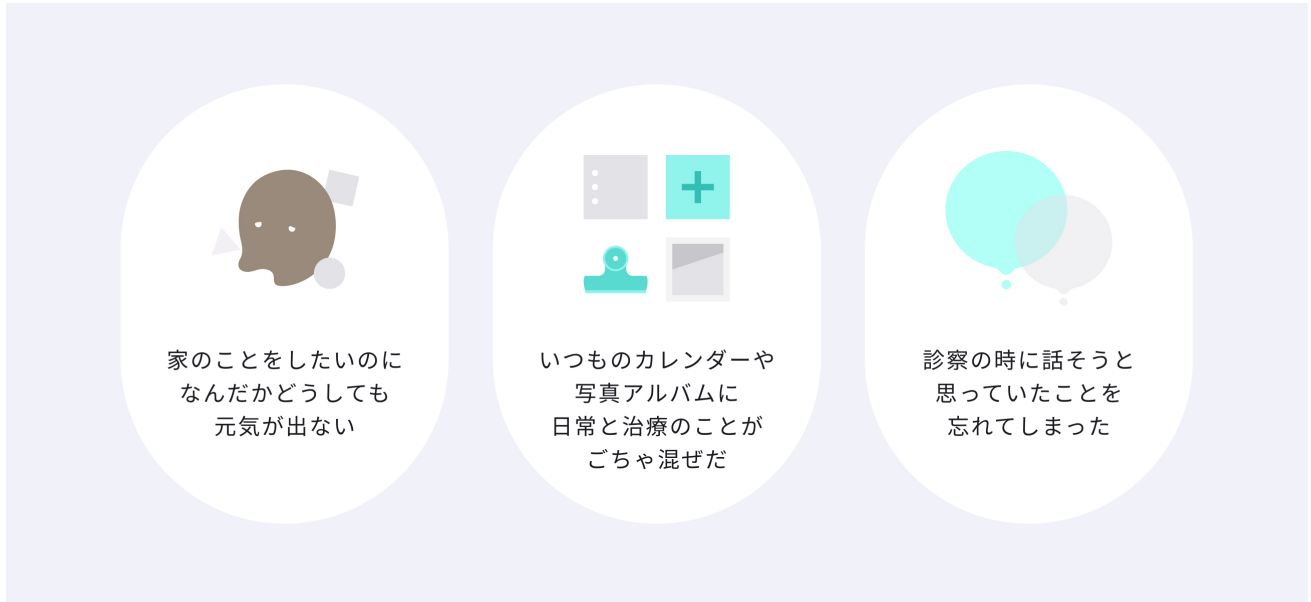 家のことをしたいのに
なんだかどうしても
元気が出ない
いつものカレンダーや
写真アルバムに
日常と治療のことが
ごちゃ混ぜだ
診察の時に話そうと
思っていたことを
忘れてしまった